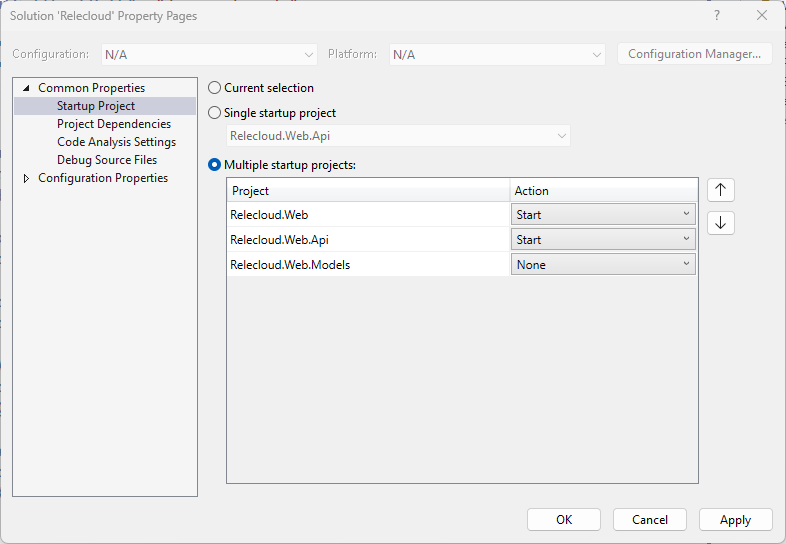 Solution 'Relecloud' Property Pages
?
Configuration: N/A Platform: N/A Configuration Manager...
Common Properties
Startup Project
Project Dependencies
Code Analysis Settings
Debug Source Files
Configuration Properties
Current selection
Single startup project
Relecloud.Web.Api
Multiple startup projects:
Project Action
Relecloud.Web Start
Relecloud.Web.Api Start
Relecloud.Web.Models None
OK Cancel Apply